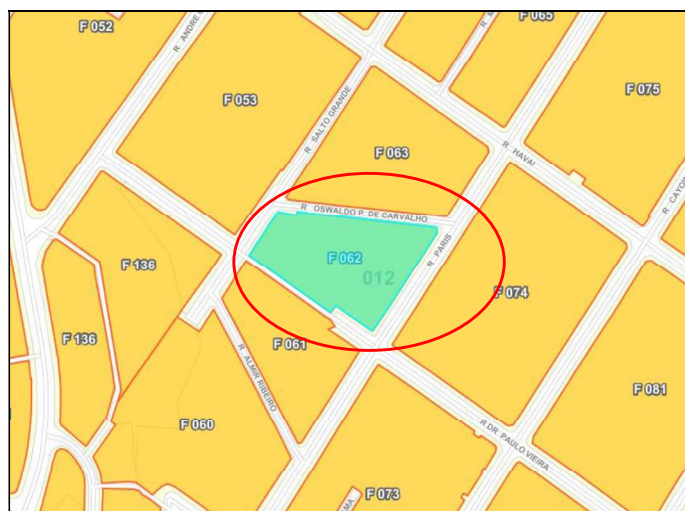 F 052
R ANDRE
F 065
F 053
R SALTO GRANDE
F 075
R HAVAI
F 063
R OSWALDO P. DE CARVALHO
F 136
F 062
012
R PARIS
F 074
F 136
F 061
R ALMIR RIBEIRO
F 060
F 081
R DR PAULO VIEIRA
F 073